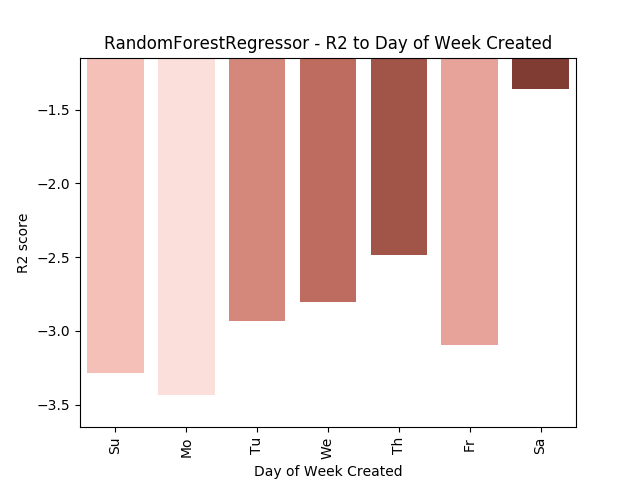 RandomForestRegressor - R2 to Day of Week Created
R2 score
−1.5
−2.0
−2.5
−3.0
−3.5
Su
Mo
Tu
We
Th
Fr
Sa
Day of Week Created